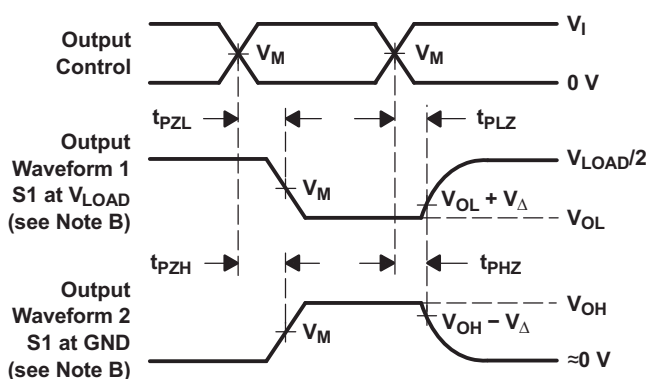 Output
Control
V_M
V_M
V_I
0 V
t_PZL
t_PLZ
Output
Waveform 1
S1 at V_LOAD
(see Note B)
V_M
V_LOAD/2
V_OL + V_Δ
V_OL
t_PZH
t_PHZ
Output
Waveform 2
S1 at GND
(see Note B)
V_M
V_OH
V_OH − V_Δ
≈0 V